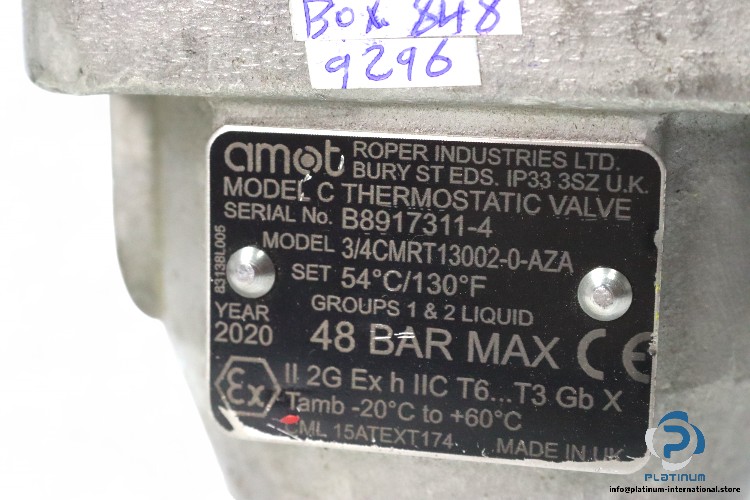 Box 848
9296
amot
ROPER INDUSTRIES LTD.
BURY ST EDS. IP33 3SZ U.K.
MODEL C THERMOSTATIC VALVE
SERIAL No. B8917311-4
MODEL 3/4CMRT13002-0-AZA
SET 54°C/130°F
83138L005
GROUPS 1 & 2 LIQUID
YEAR
2020
48 BAR MAX CE
Ex II 2G Ex h IIC T6...T3 Gb X
Tamb -20°C to +60°C
CML 15ATEXT174
MADE IN UK
PLATINUM
info@platinum-international.store